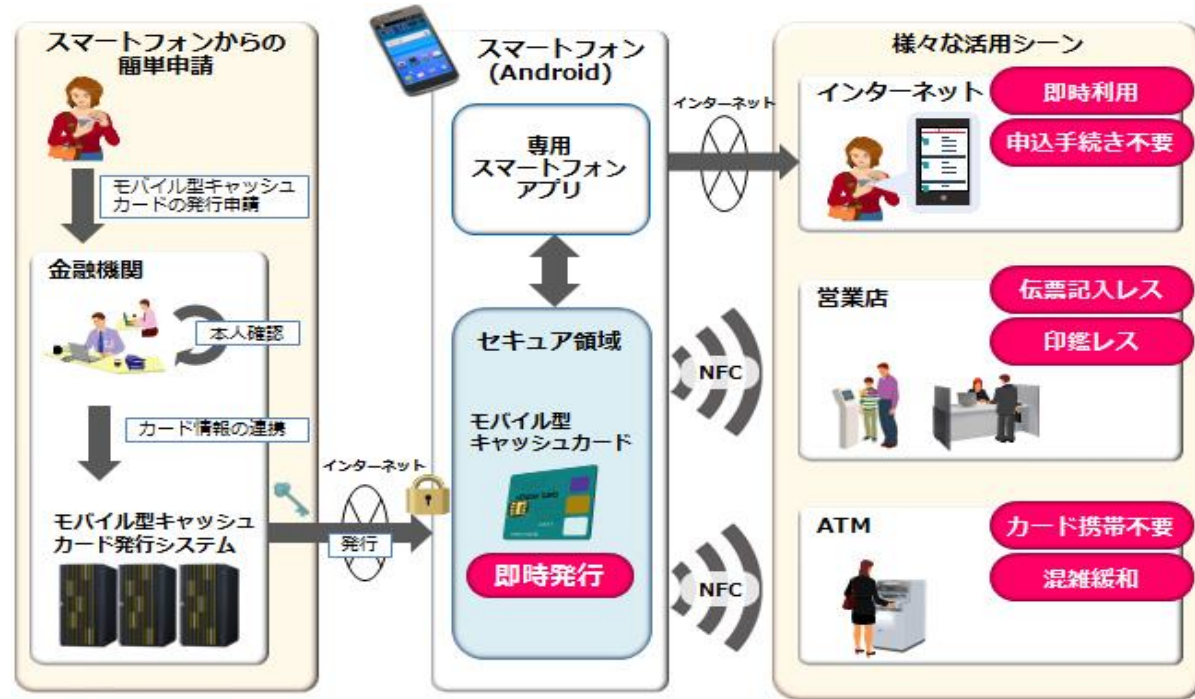 スマートフォンからの
簡単申請
モバイル型キャッシュ
カードの発行申請
金融機関
本人確認
カード情報の連携
モバイル型キャッシュ
カード発行システム
インターネット
発行
スマートフォン
(Android)
専用
スマートフォン
アプリ
セキュア領域
モバイル型
キャッシュカード
即時発行
インターネット
NFC
NFC
様々な活用シーン
インターネット
即時利用
申込手続き不要
営業店
伝票記入レス
印鑑レス
ATM
カード携帯不要
混雑緩和